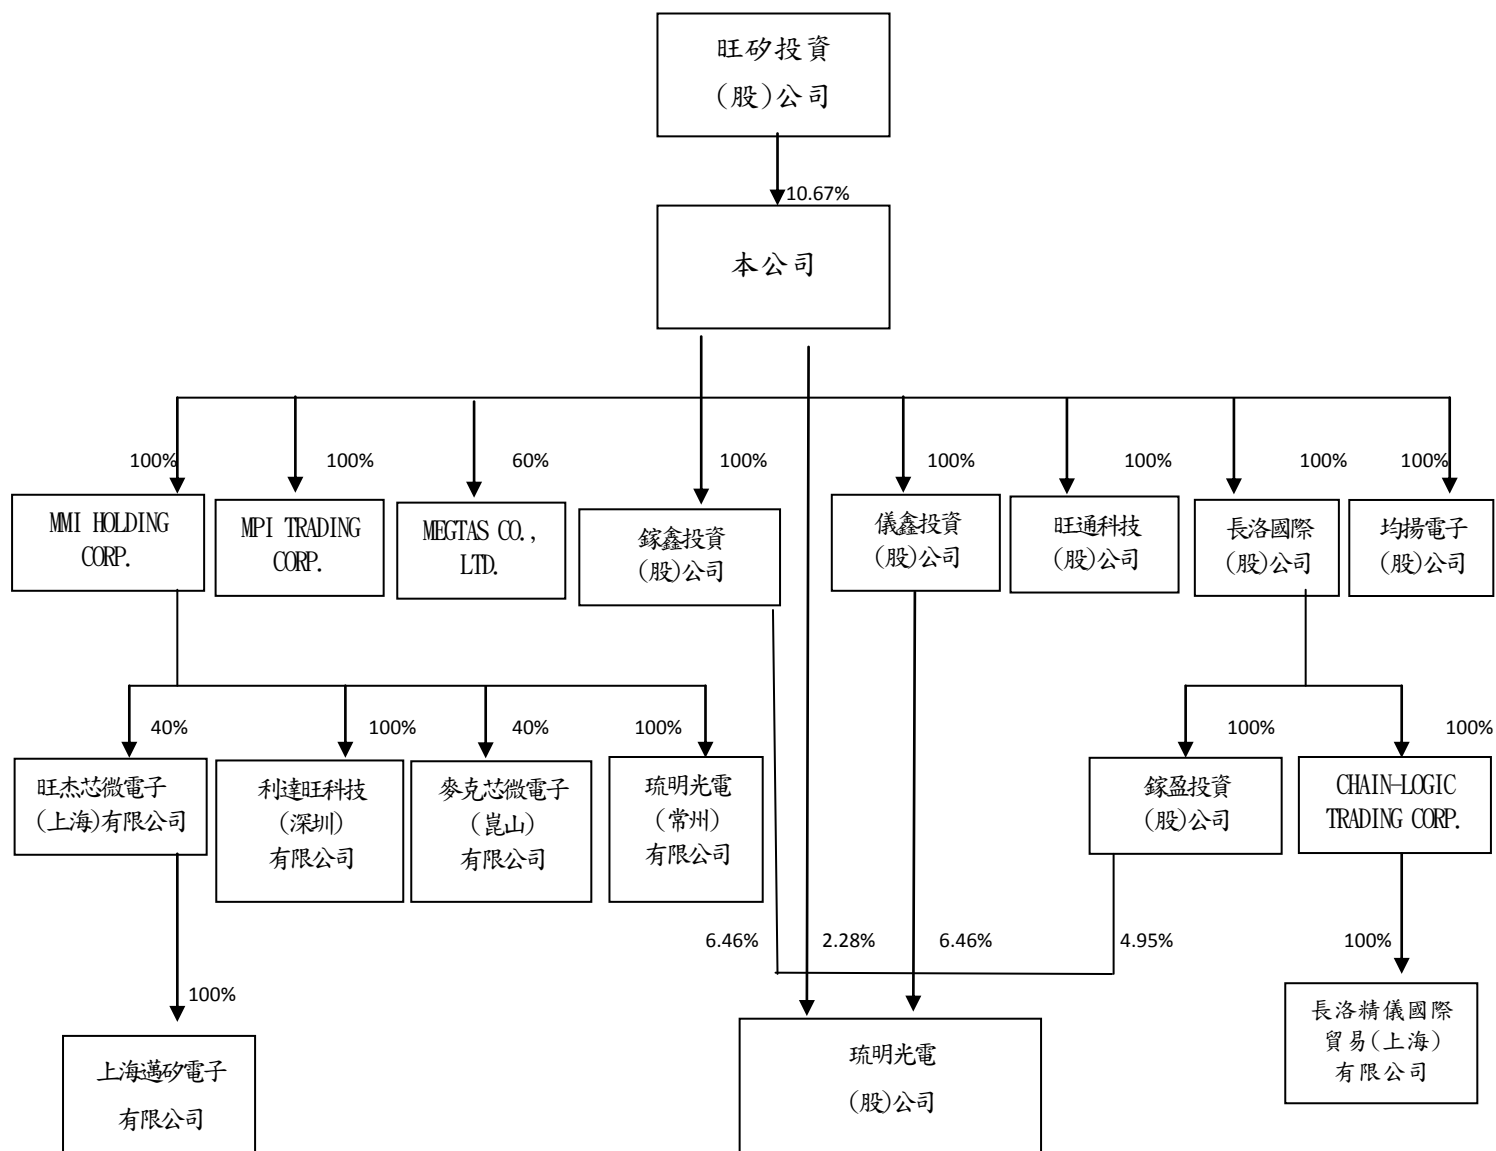 旺矽投資
(股)公司
10.67%
本公司
100%
100%
60%
100%
100%
100%
100%
100%
MMI HOLDING
CORP.
MPI TRADING
CORP.
MEGTAS CO.,
LTD.
鎵鑫投資
(股)公司
儀鑫投資
(股)公司
旺通科技
(股)公司
長洛國際
(股)公司
均揚電子
(股)公司
40%
100%
40%
100%
100%
100%
旺杰芯微電子
(上海)有限公司
利達旺科技
(深圳)
有限公司
麥克芯微電子
(崑山)
有限公司
琉明光電
(常州)
有限公司
鎵盈投資
(股)公司
CHAIN-LOGIC
TRADING CORP.
6.46%
2.28%
6.46%
4.95%
100%
100%
上海邁矽電子
有限公司
琉明光電
(股)公司
長洛精儀國際
貿易(上海)
有限公司